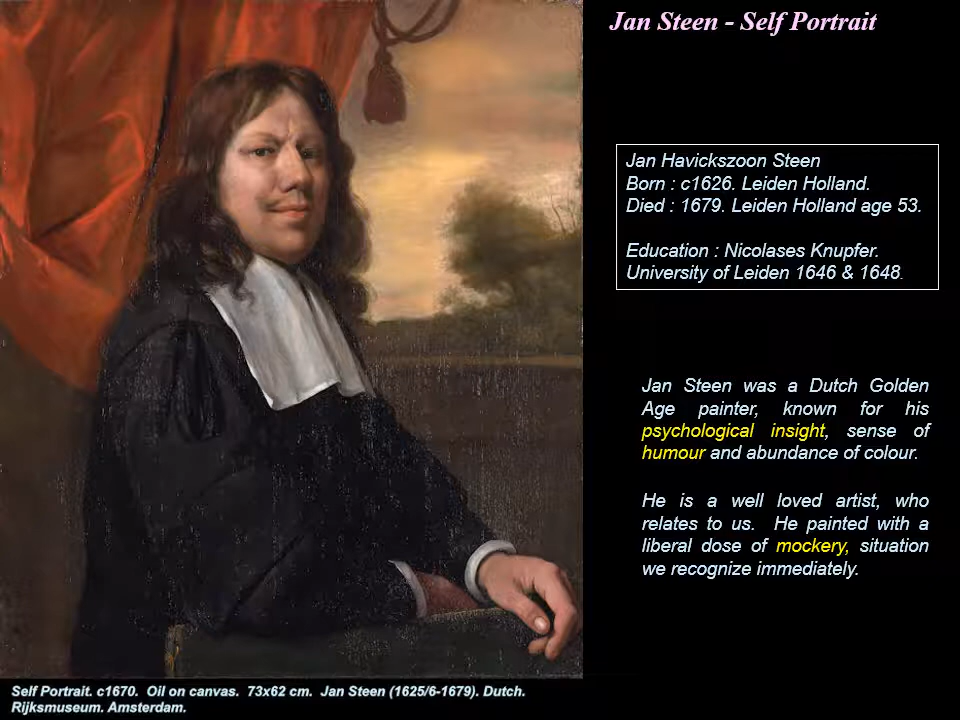 Jan Steen - Self Portrait
Jan Havickszoon Steen
Born : c1626. Leiden Holland.
Died : 1679. Leiden Holland age 53.
Education : Nicolases Knupfer.
University of Leiden 1646 & 1648.
Jan Steen was a Dutch Golden
Age painter, known for his
psychological insight, sense of
humour and abundance of colour.
He is a well loved artist, who
relates to us. He painted with a
liberal dose of mockery, situation
we recognize immediately.
Self Portrait. c1670. Oil on canvas. 73x62 cm. Jan Steen (1625/6-1679). Dutch.
Rijksmuseum. Amsterdam.